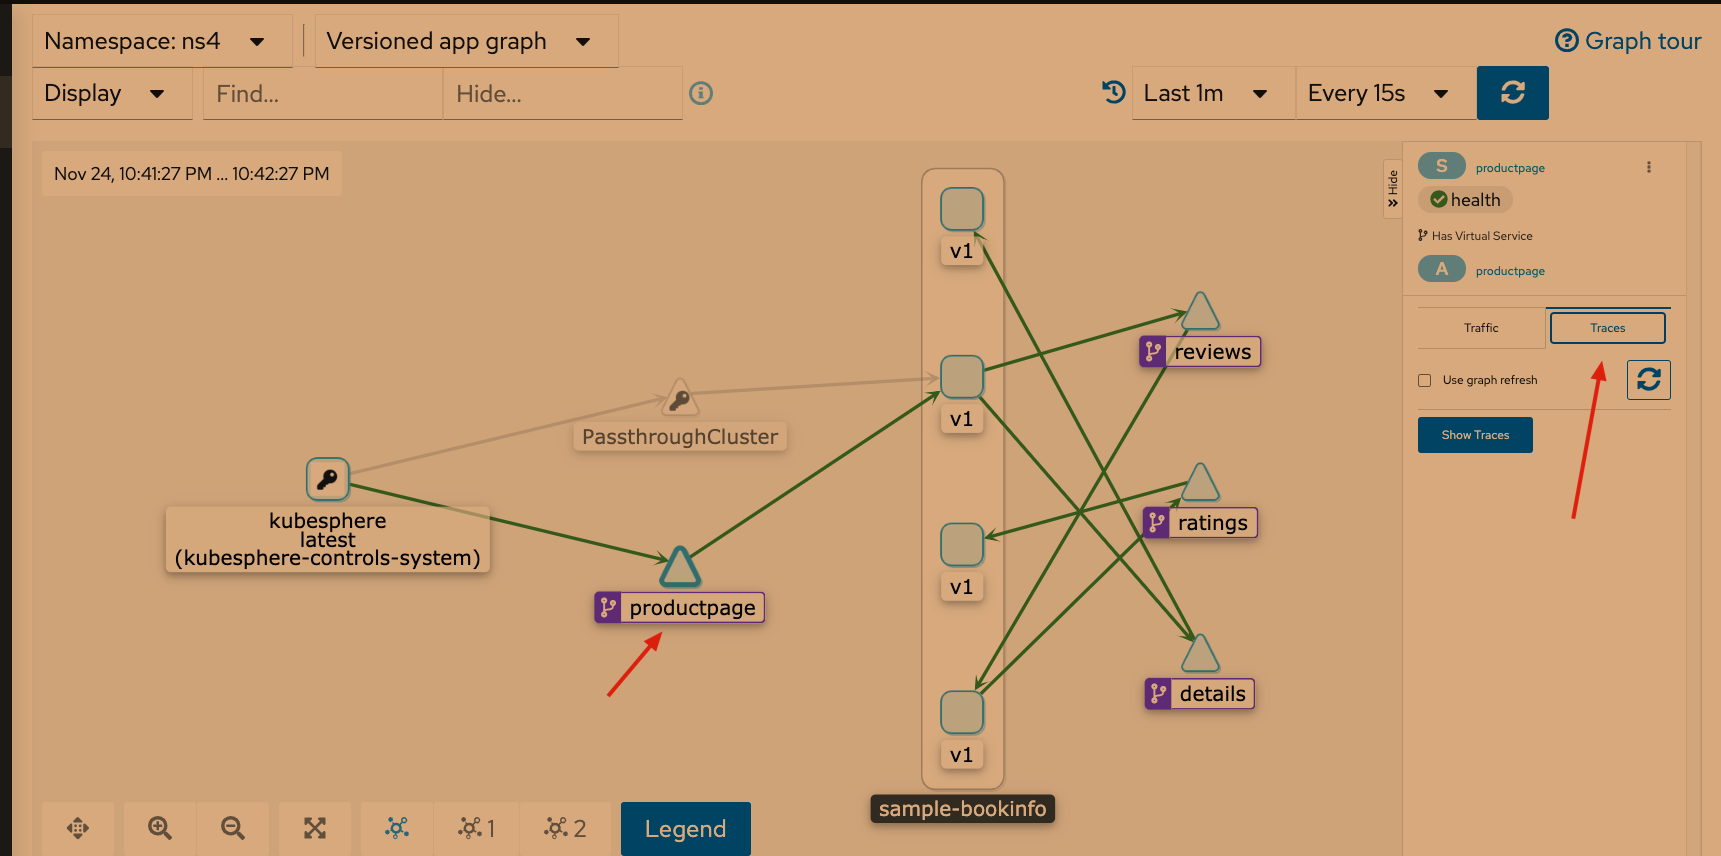 Namespace: ns4
Versioned app graph
Graph tour
Display
Find...
Hide...
Last 1m
Every 15s
Nov 24, 10:41:27 PM ... 10:42:27 PM
v1
v1
v1
v1
reviews
PassthroughCluster
kubesphere
latest
(kubesphere-controls-system)
ratings
productpage
details
sample-bookinfo
1
2
Legend
Hide
S productpage
health
Has Virtual Service
A productpage
Traffic
Traces
Use graph refresh
Show Traces